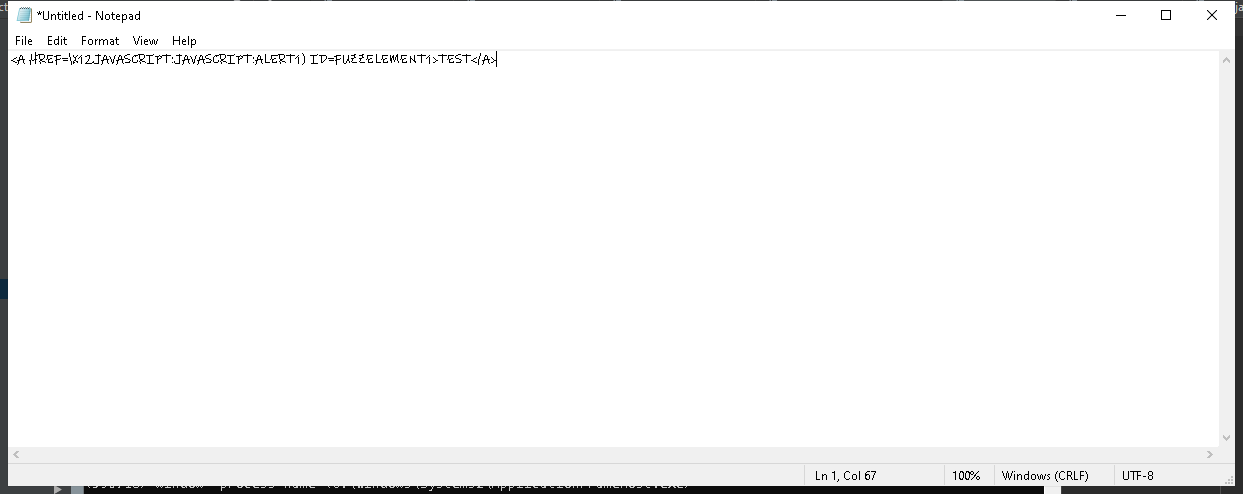 *Untitled - Notepad
File Edit Format View Help
<A HREF=\X12JAVASCRIPT:JAVASCRIPT:ALERT1) ID=FUZZELEMENT1>TEST</A>
Ln 1, Col 67 100% Windows (CRLF) UTF-8